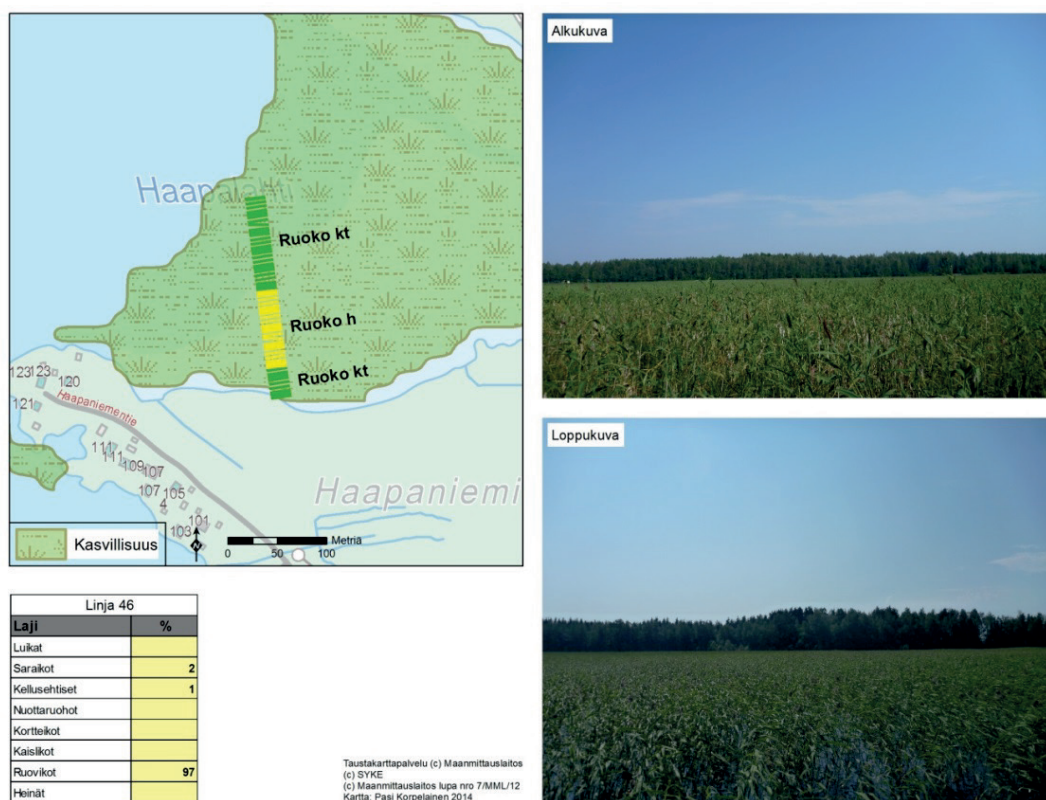 Haapalahti
Ruoko kt
Ruoko h
Ruoko kt
123
123
120
121
Haapaniementie
111
111
109
107
107
105
4
101
103
Haapaniemi
N
Kasvillisuus
0 50 100 Metriä
Alkukuva
Loppukuva
Linja 46
Laji %
Luikat
Saraikot 2
Kellusehtiset 1
Nuottaruohot
Kortteikot
Kaislikot
Ruovikot 97
Heinät
Taustakarttapalvelu (c) Maanmittauslaitos
(c) SYKE
(c) Maanmittauslaitos lupa nro 7/MML/12
Kartta: Pasi Korpelainen 2014